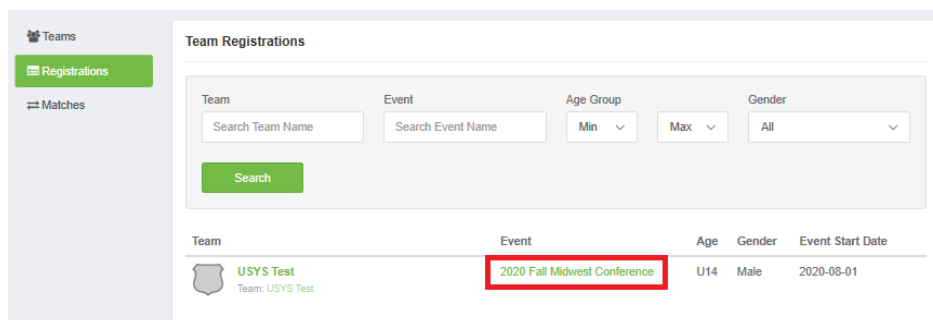 Teams
Registrations
Matches
Team Registrations
Team Event Age Group Gender
Search Team Name Search Event Name Min Max All
Search
Team Event Age Gender Event Start Date
USYS Test 2020 Fall Midwest Conference U14 Male 2020-08-01
Team: USYS Test